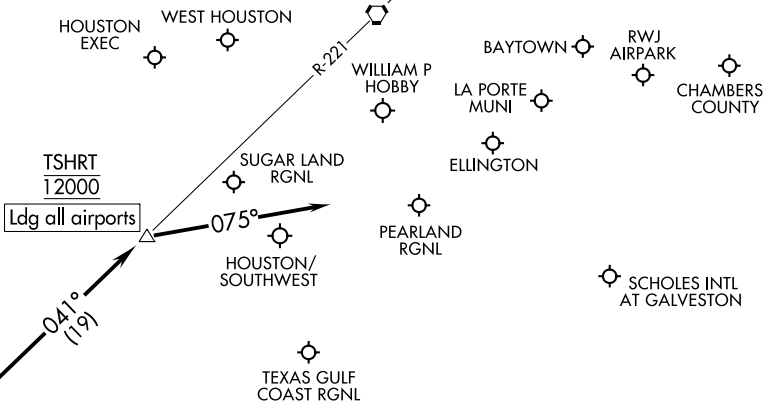 HOUSTON
EXEC
WEST HOUSTON
R-221
WILLIAM P
HOBBY
BAYTOWN
RWJ
AIRPARK
LA PORTE
MUNI
CHAMBERS
COUNTY
ELLINGTON
TSHRT
12000
Ldg all airports
SUGAR LAND
RGNL
075°
HOUSTON/
SOUTHWEST
PEARLAND
RGNL
SCHOLES INTL
AT GALVESTON
041°
(19)
TEXAS GULF
COAST RGNL